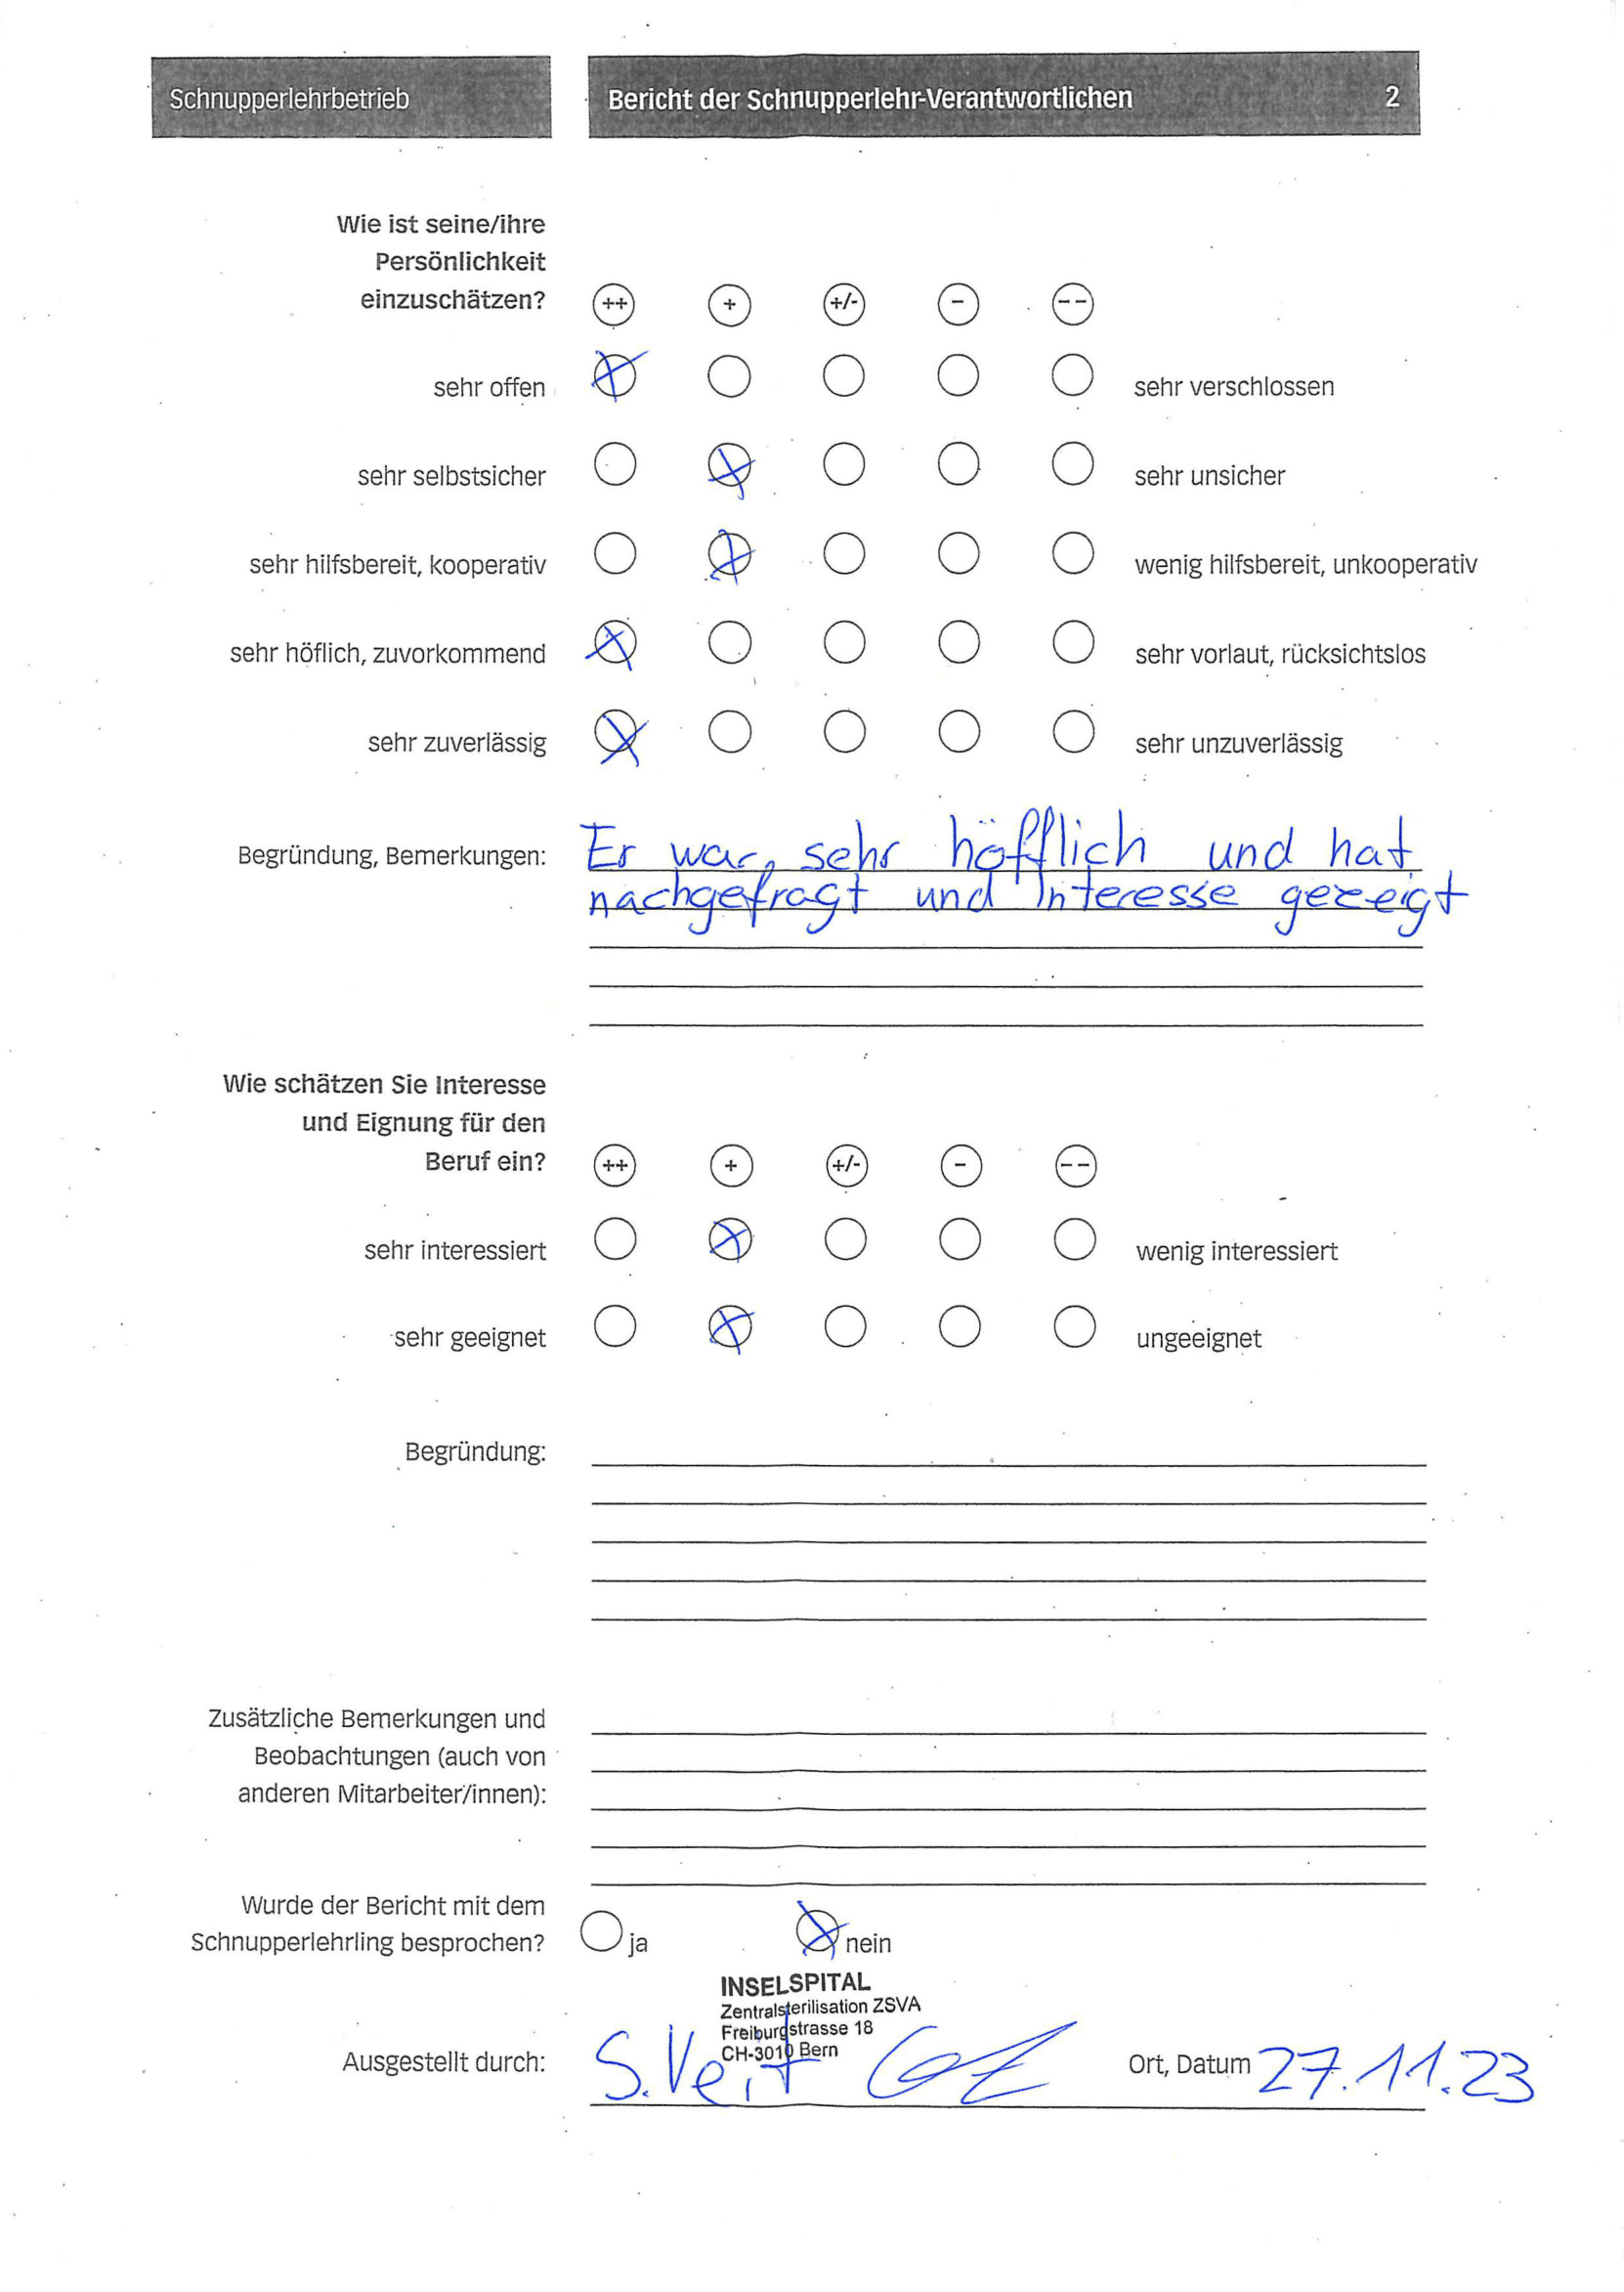 Schnupperlehrbetrieb
Bericht der Schnupperlehr-Verantwortlichen 2
Wie ist seine/ihre
Persönlichkeit
einzuschätzen? ++ + +/- - --
sehr offen sehr verschlossen
sehr selbstsicher sehr unsicher
sehr hilfsbereit, kooperativ wenig hilfsbereit, unkooperativ
sehr höflich, zuvorkommend sehr vorlaut, rücksichtslos
sehr zuverlässig sehr unzuverlässig
Begründung, Bemerkungen: Er war, sehr höfflich und hat
nachgefragt und Interesse gezeigt
Wie schätzen Sie Interesse
und Eignung für den
Beruf ein? ++ + +/- - --
sehr interessiert wenig interessiert
sehr geeignet ungeeignet
Begründung:
Zusätzliche Bemerkungen und
Beobachtungen (auch von
anderen Mitarbeiter/innen):
Wurde der Bericht mit dem
Schnupperlehrling besprochen? ja nein
INSELSPITAL
Zentralsterilisation ZSVA
Freiburgstrasse 18
CH-3010 Bern
Ausgestellt durch: S. Veit Ort, Datum 27.11.23